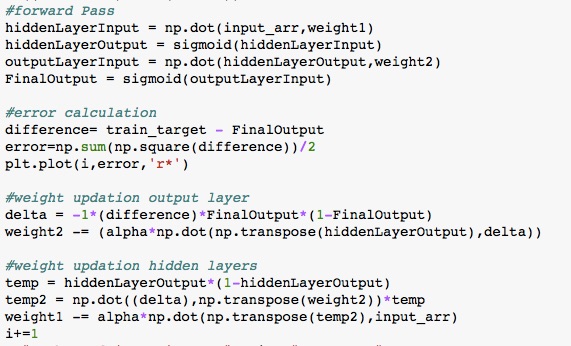 #forward Pass
hiddenLayerInput = np.dot(input_arr,weight1)
hiddenLayerOutput = sigmoid(hiddenLayerInput)
outputLayerInput = np.dot(hiddenLayerOutput,weight2)
FinalOutput = sigmoid(outputLayerInput)
#error calculation
difference= train_target - FinalOutput
error=np.sum(np.square(difference))/2
plt.plot(i,error,'r*')
#weight updation output layer
delta = -1*(difference)*FinalOutput*(1-FinalOutput)
weight2 -= (alpha*np.dot(np.transpose(hiddenLayerOutput),delta))
#weight updation hidden layers
temp = hiddenLayerOutput*(1-hiddenLayerOutput)
temp2 = np.dot((delta),np.transpose(weight2))*temp
weight1 -= alpha*np.dot(np.transpose(temp2),input_arr)
i+=1